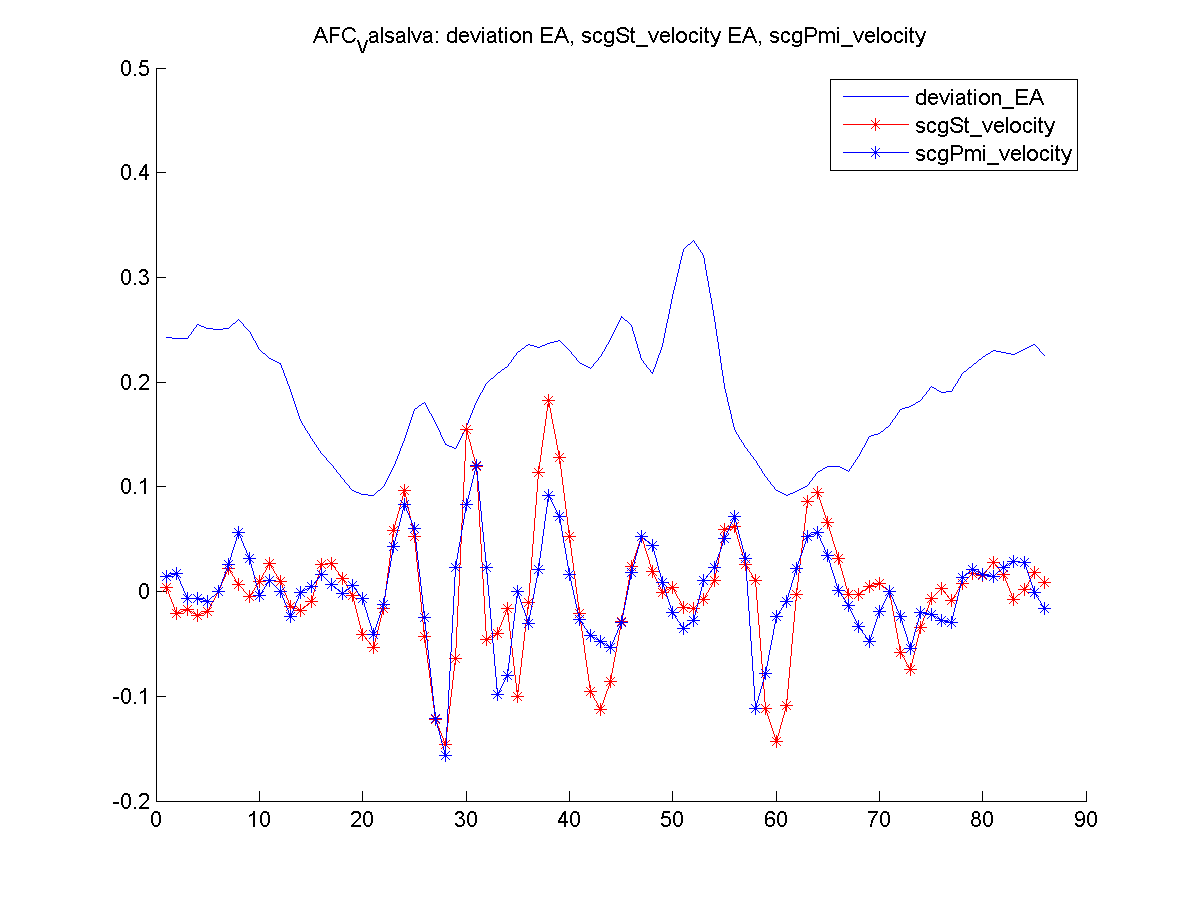 AFC_Valsalva: deviation EA, scgSt_velocity EA, scgPmi_velocity
0.5
deviation_EA
scgSt_velocity
scgPmi_velocity
0.4
0.3
0.2
0.1
0
-0.1
-0.2
0 10 20 30 40 50 60 70 80 90